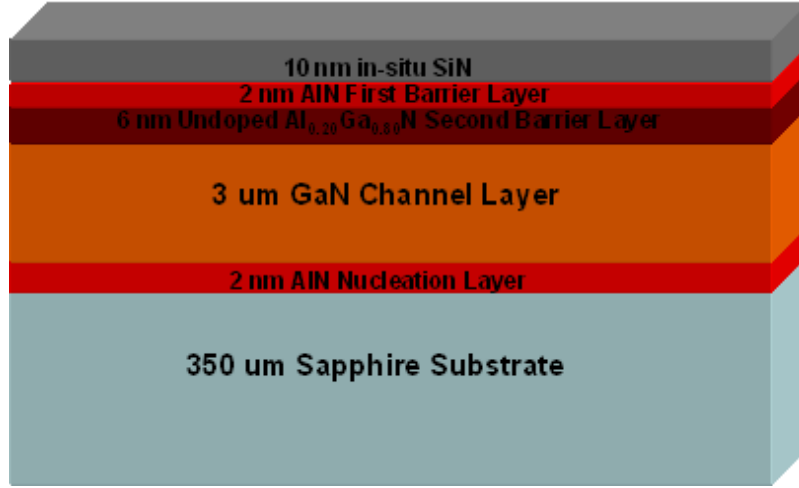 10 nm in-situ SiN
2 nm AlN First Barrier Layer
6 nm Undoped Al0.20Ga0.80N Second Barrier Layer
3 um GaN Channel Layer
2 nm AlN Nucleation Layer
350 um Sapphire Substrate